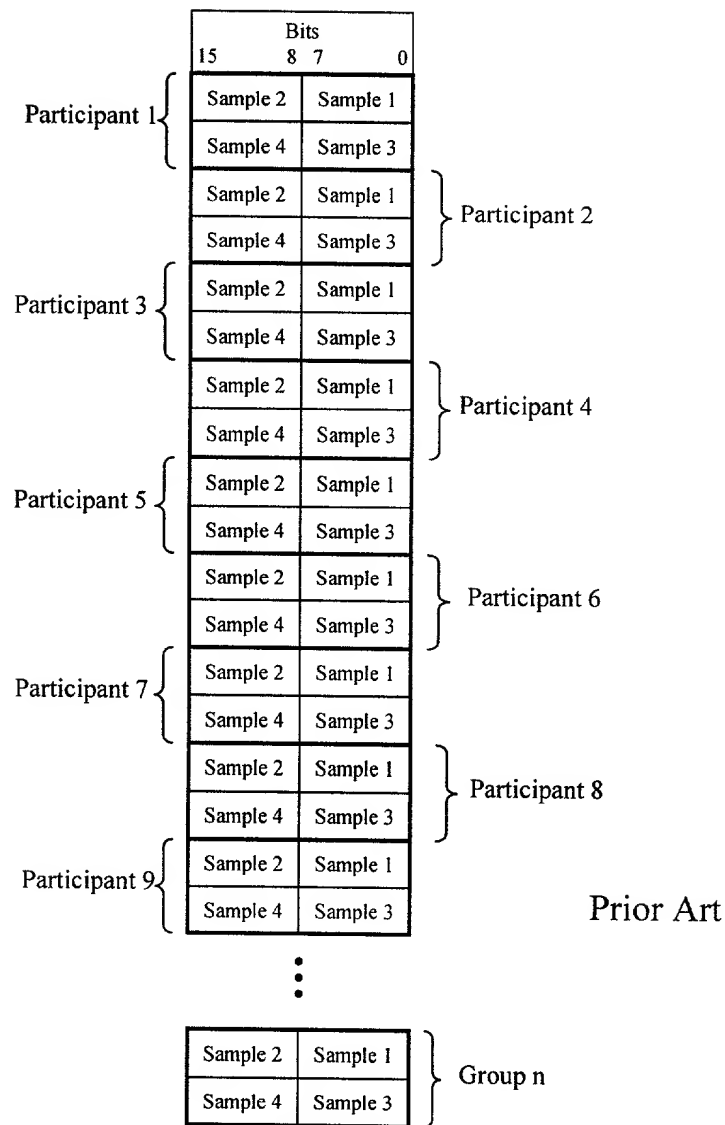 Bits
15 8 7 0
Participant 1
Sample 2 Sample 1
Sample 4 Sample 3
Sample 2 Sample 1
Participant 2
Sample 4 Sample 3
Participant 3
Sample 2 Sample 1
Sample 4 Sample 3
Sample 2 Sample 1
Participant 4
Sample 4 Sample 3
Participant 5
Sample 2 Sample 1
Sample 4 Sample 3
Sample 2 Sample 1
Participant 6
Sample 4 Sample 3
Participant 7
Sample 2 Sample 1
Sample 4 Sample 3
Sample 2 Sample 1
Participant 8
Sample 4 Sample 3
Participant 9
Sample 2 Sample 1
Sample 4 Sample 3
Prior Art
Sample 2 Sample 1
Group n
Sample 4 Sample 3